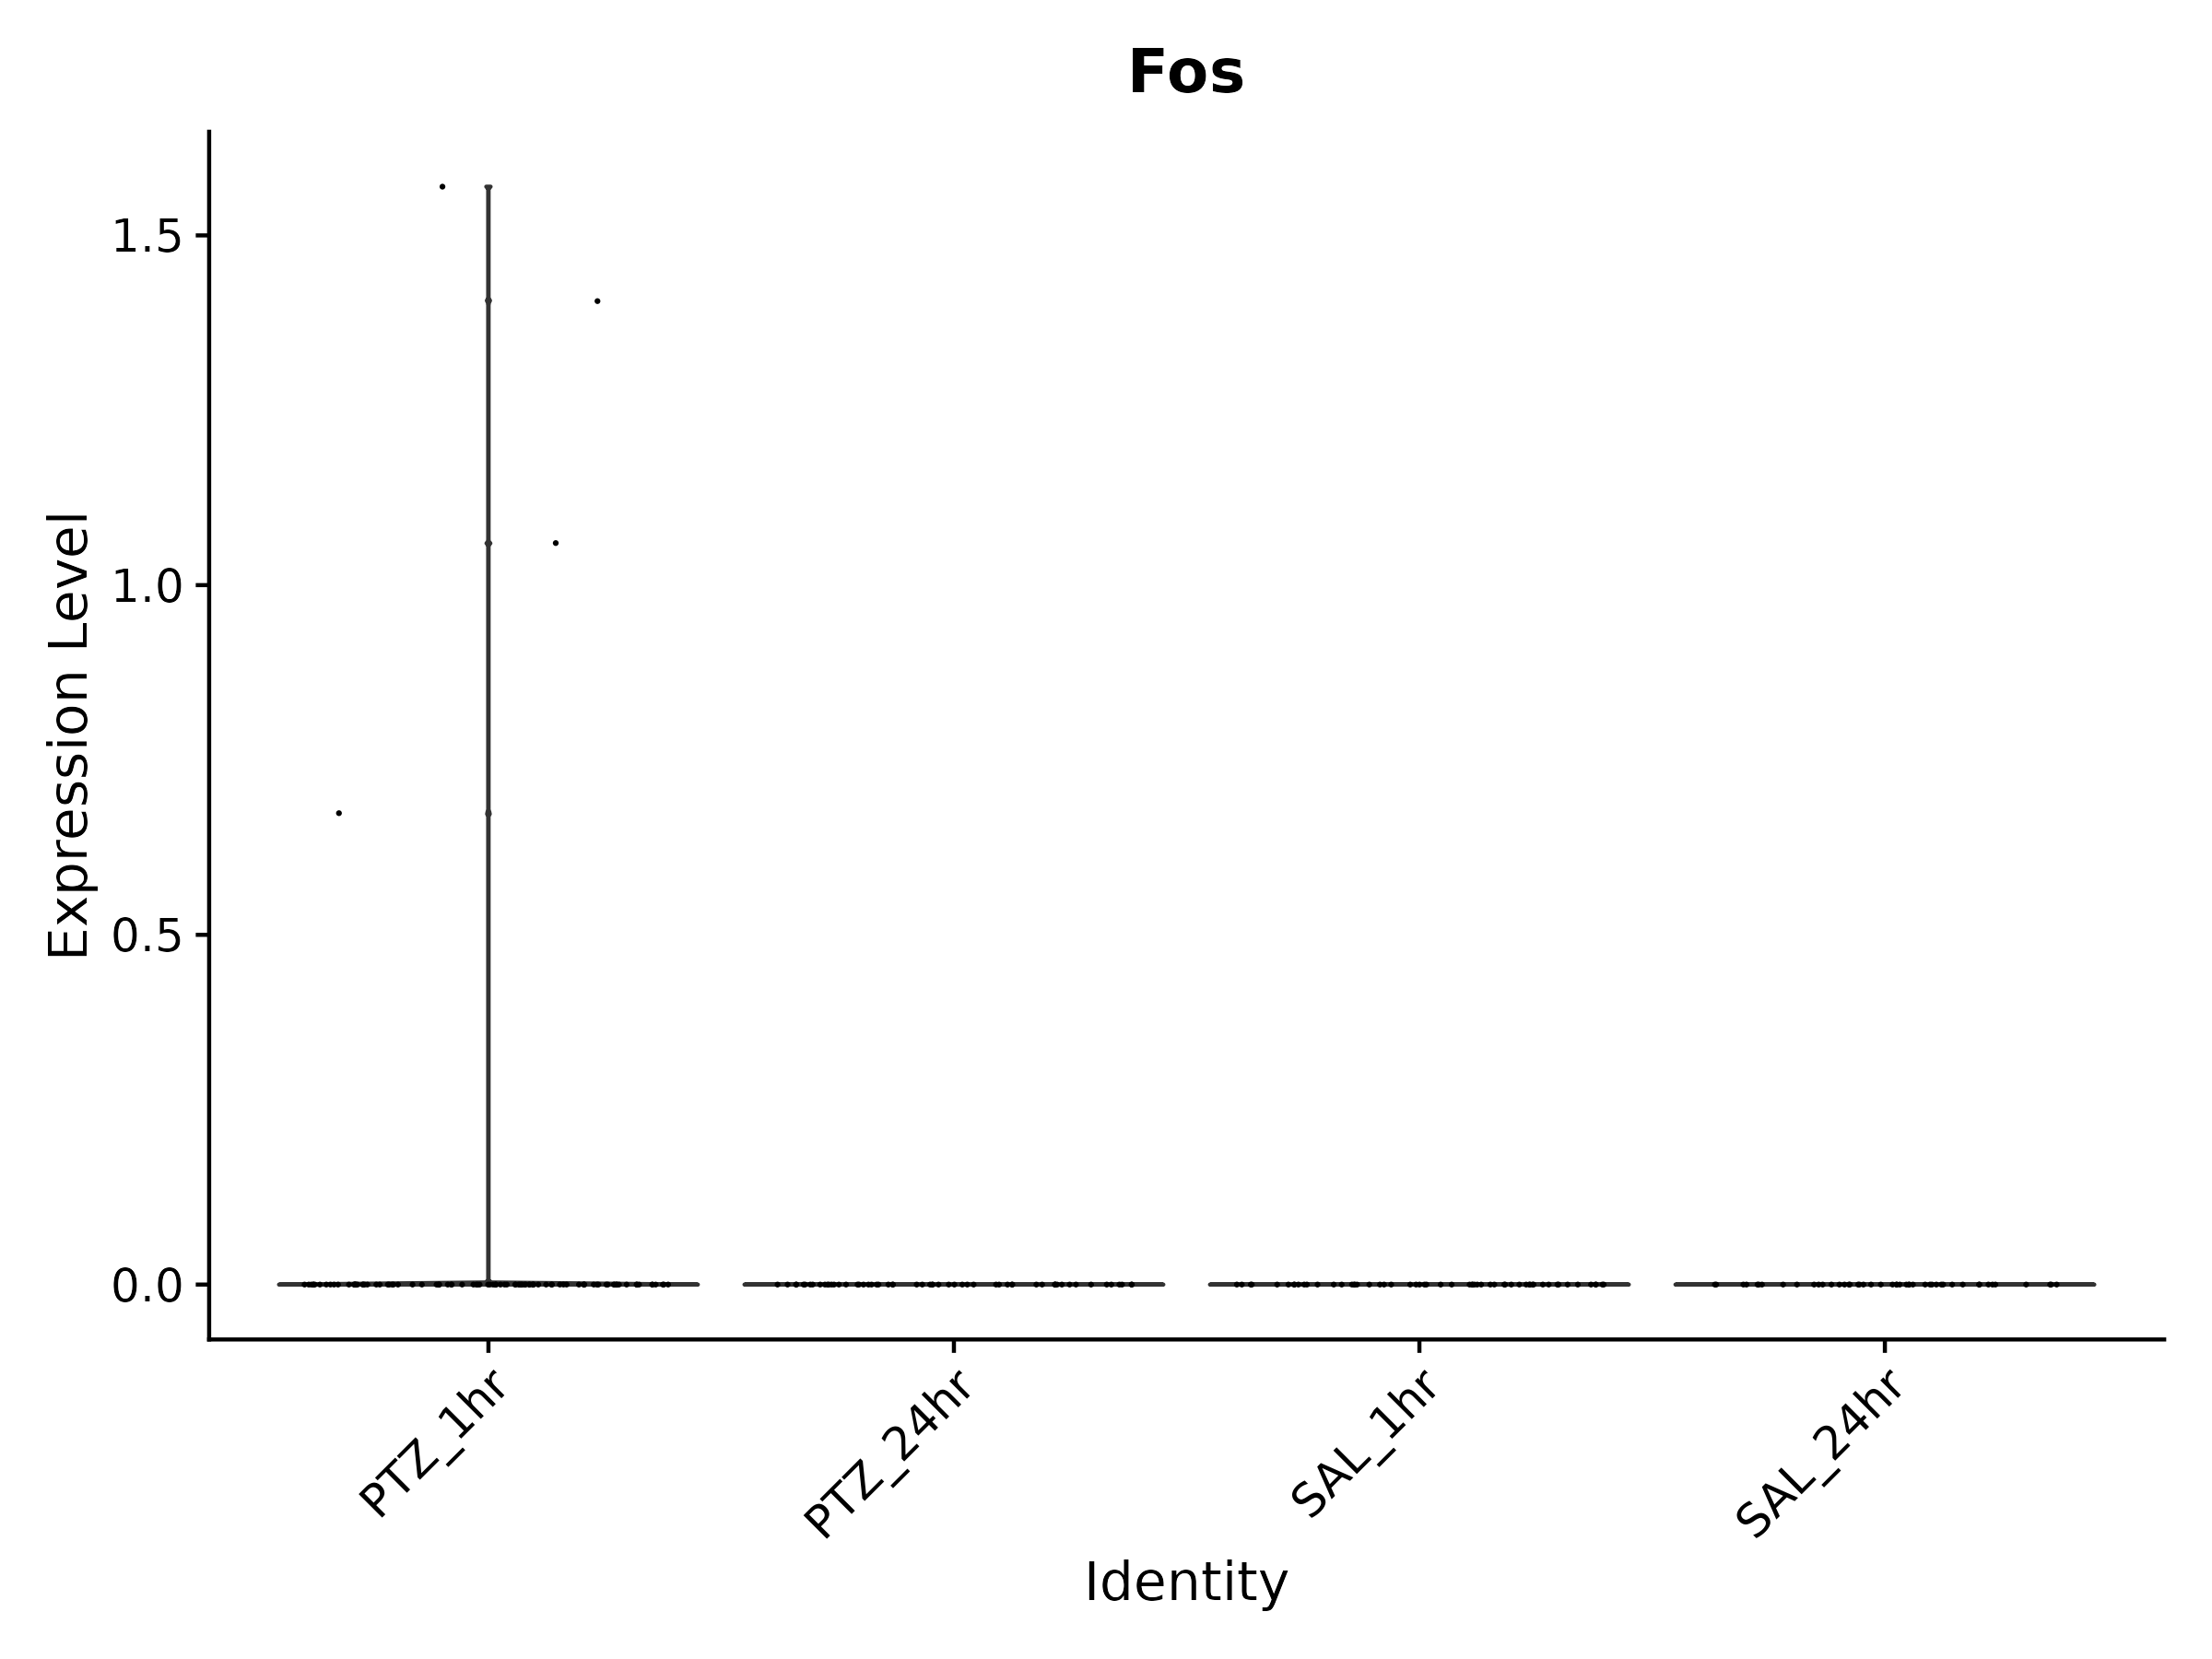 Fos
Expression Level
1.5
1.0
0.5
0.0
PTZ_1hr
PTZ_24hr
SAL_1hr
SAL_24hr
Identity